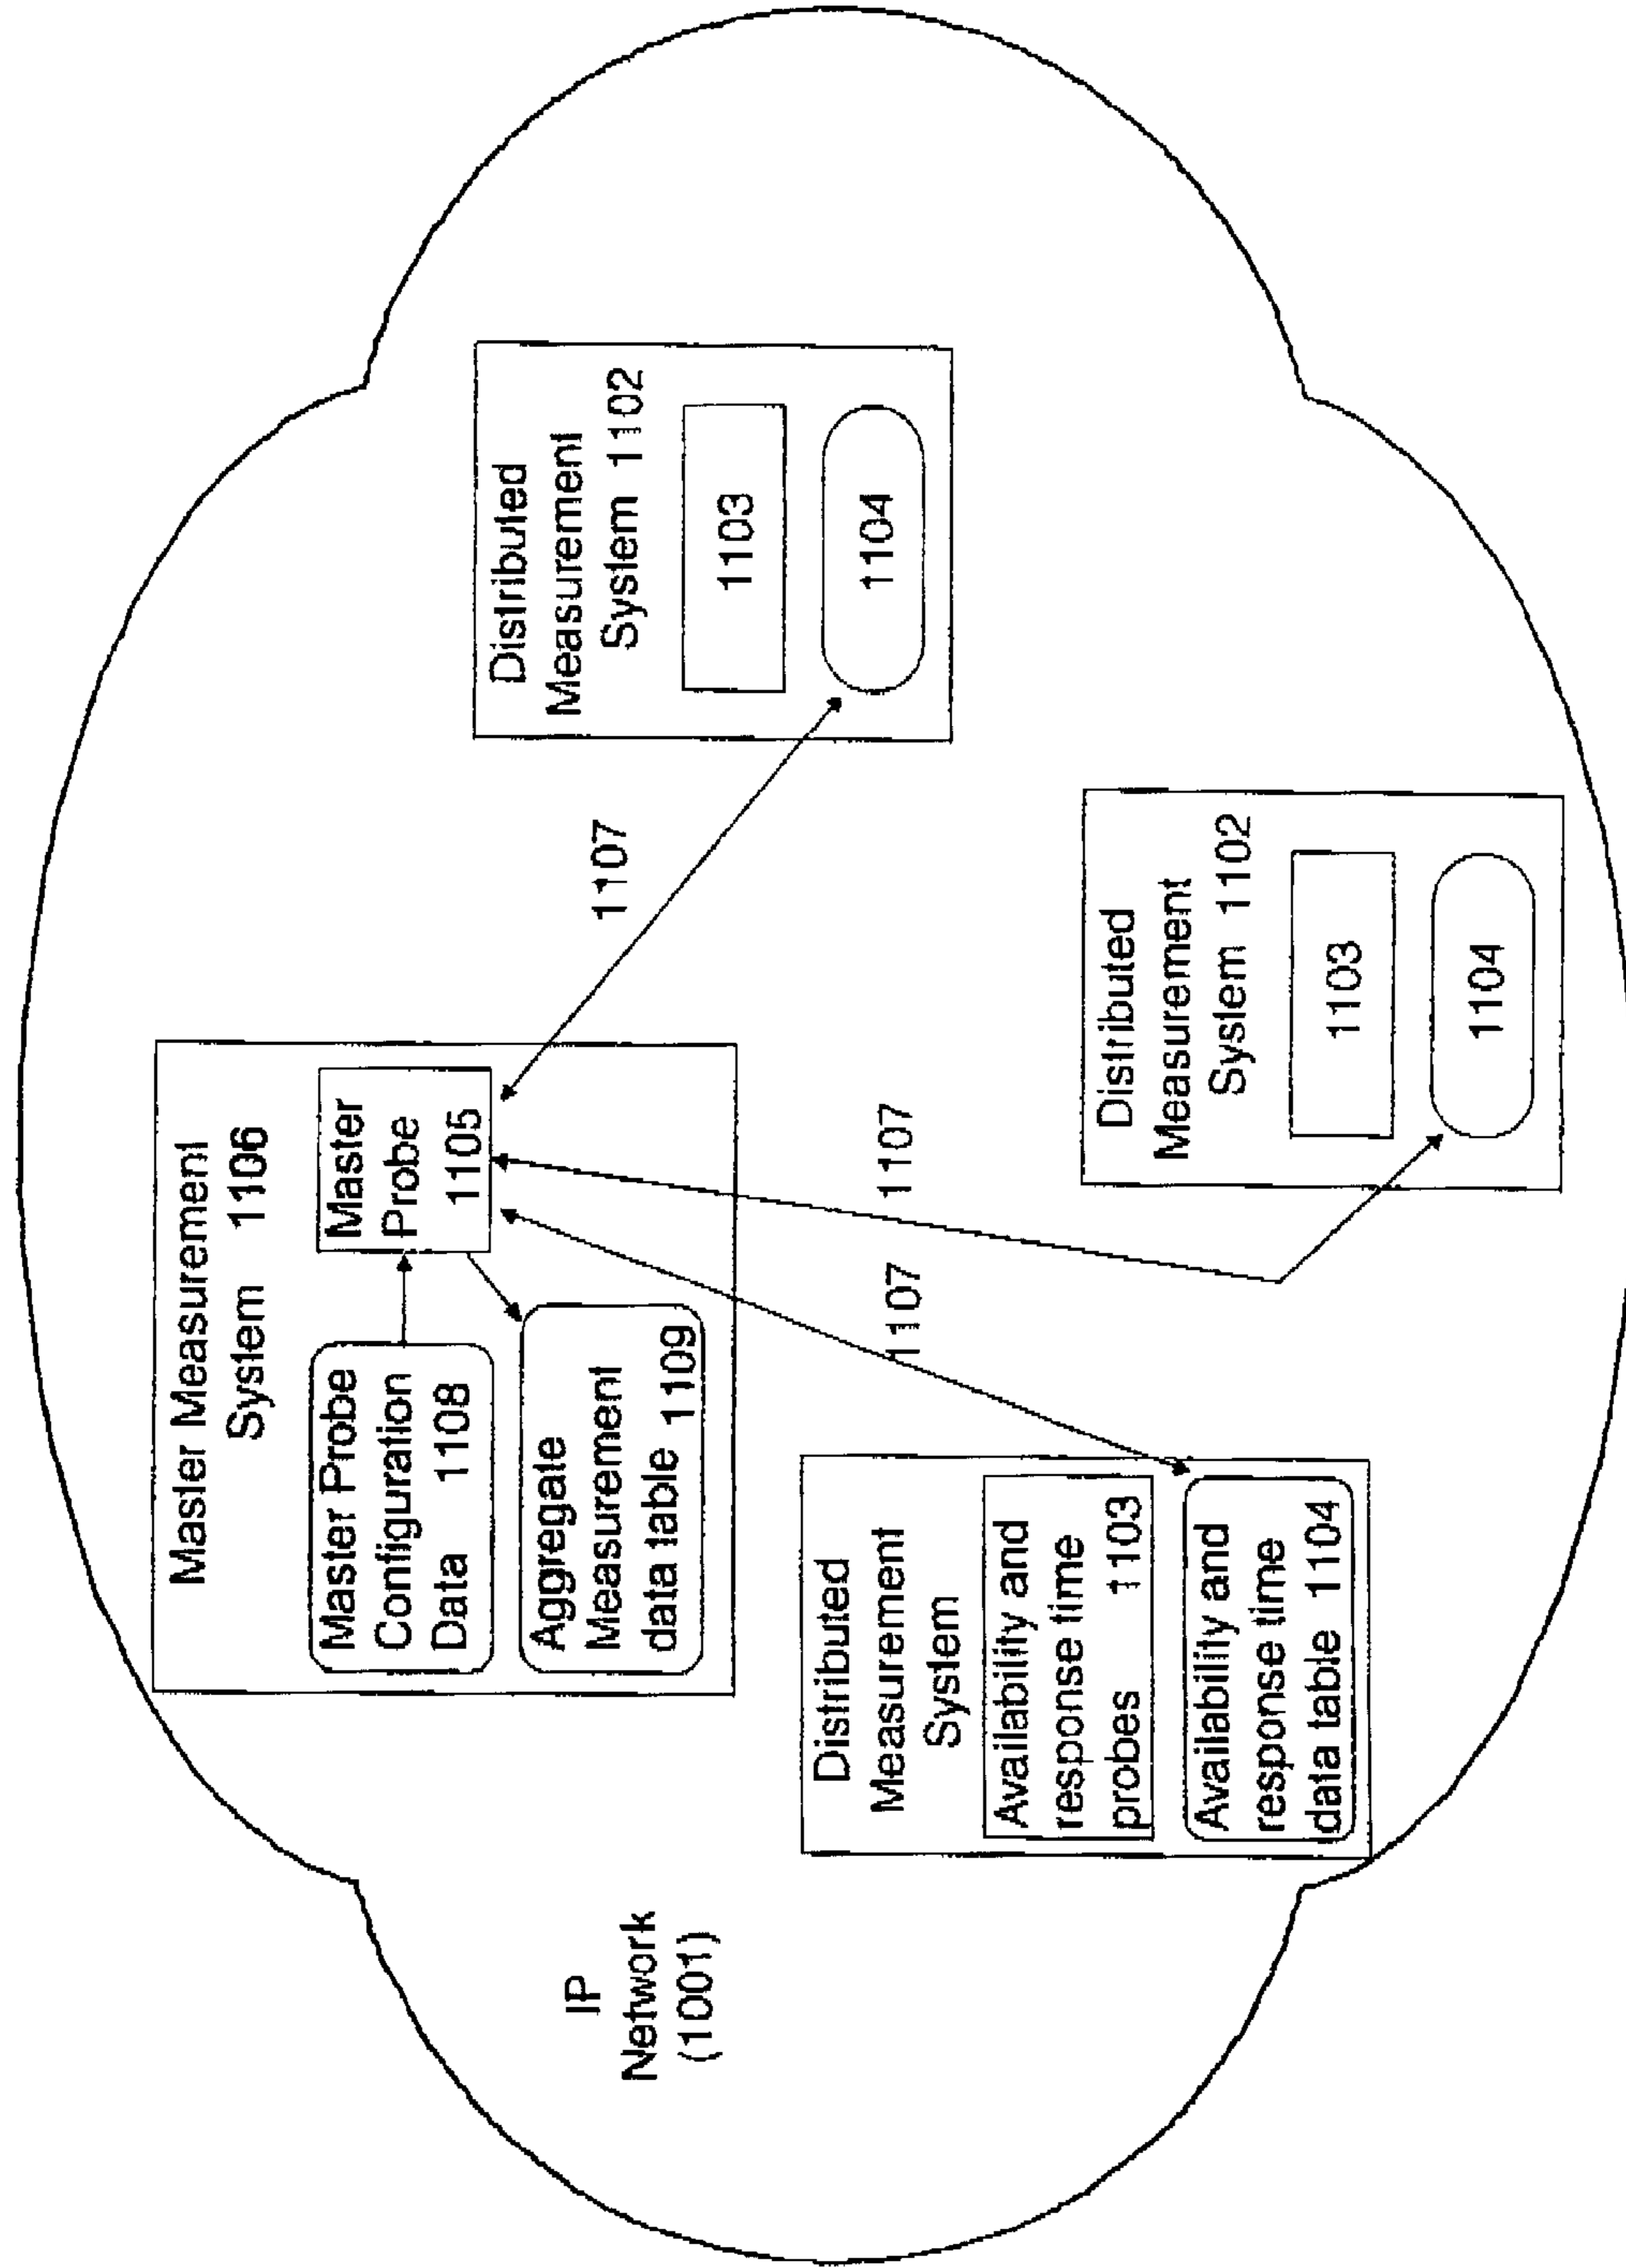 Master Measurement
System 1106
Master Probe
Configuration
Data 1108
Master
Probe
1105
Aggregate
Measurement
data table 1109
IP
Network
(1001)
1107
1107
1107
Distributed
Measurement
System
Availability and
response time
probes 1103
Availability and
response time
data table 1104
Distributed
Measurement
System 1102
1103
1104
Distributed
Measurement
System 1102
1103
1104